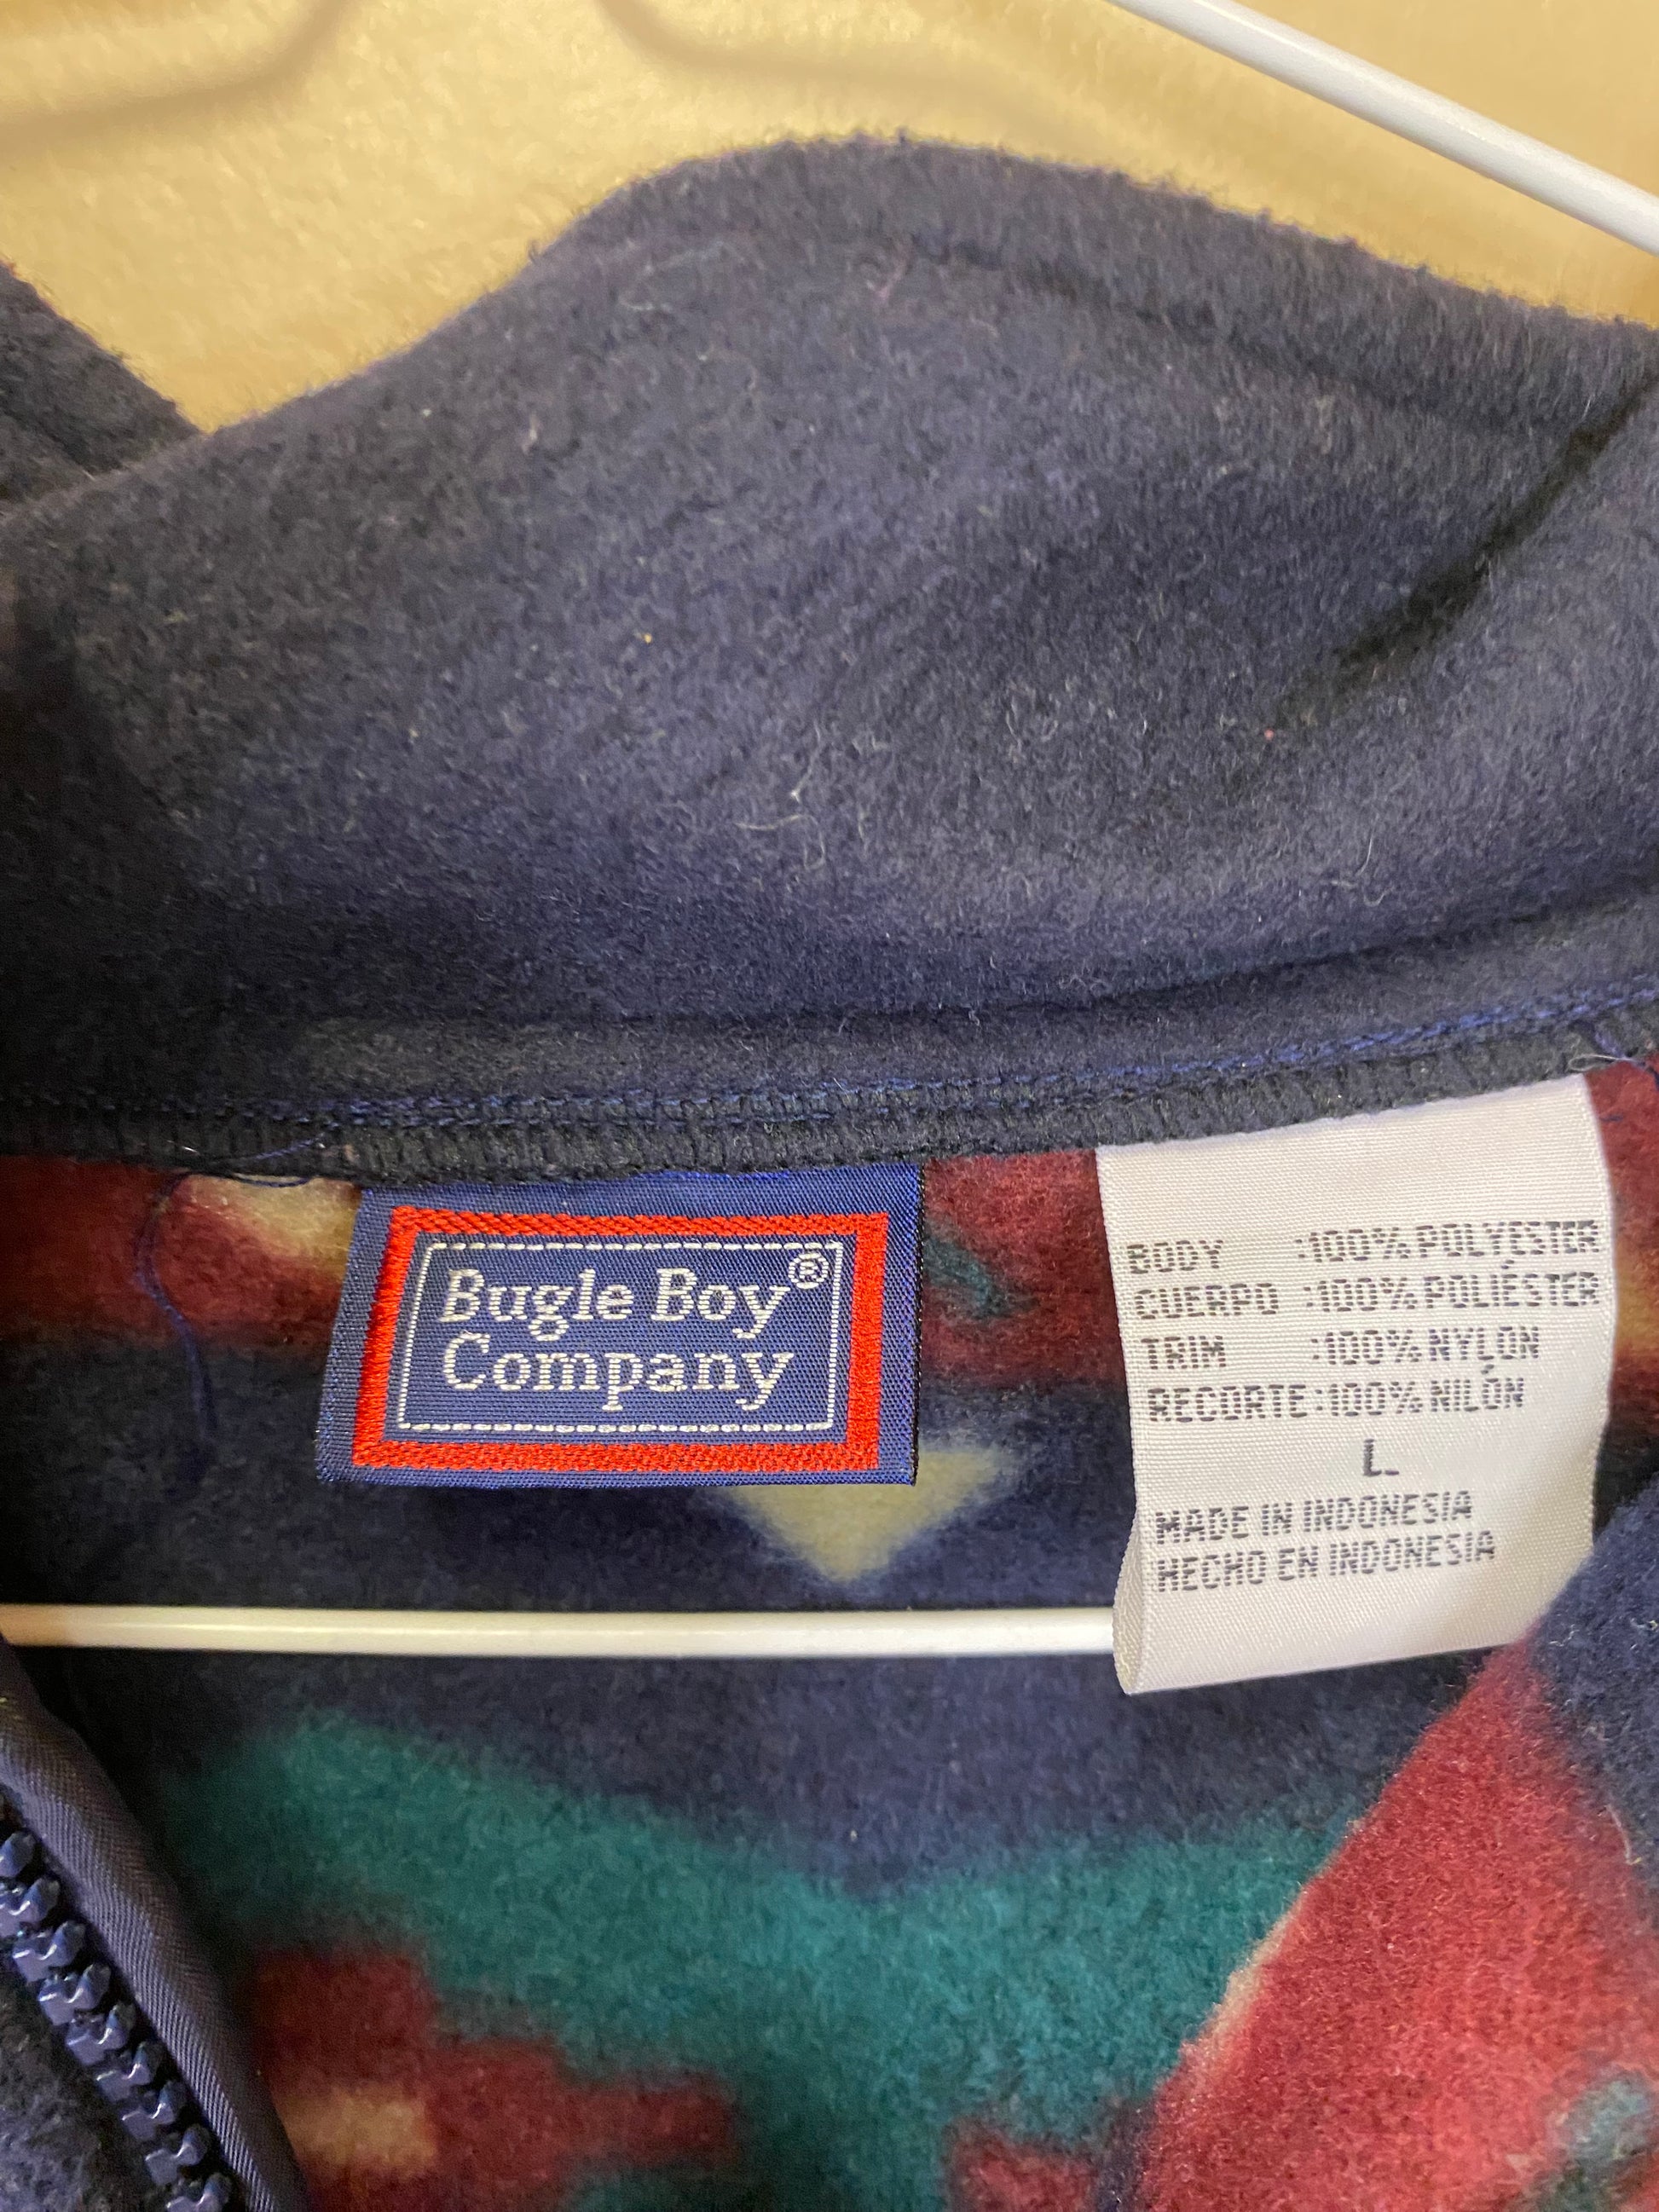 Bugle Boy®
Company
BODY :100% POLYESTER
CUERPO :100% POLIÉSTER
TRIM :100% NYLON
RECORTE :100% NILÓN
L
MADE IN INDONESIA
HECHO EN INDONESIA